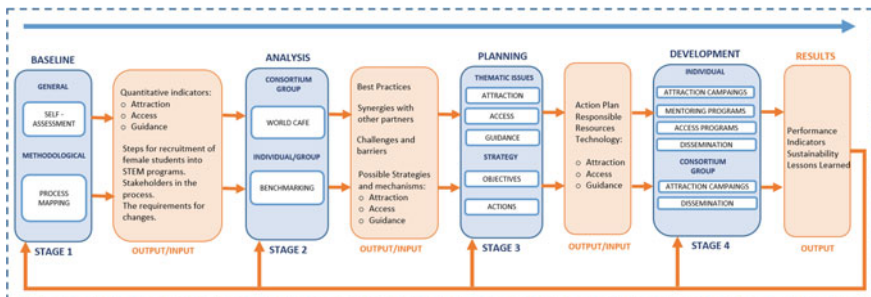 BASELINE
GENERAL
SELF -
ASSESSMENT
METHODOLOGICAL
PROCESS
MAPPING
STAGE 1
Quantitative indicators:
o Attraction
o Access
o Guidance
Steps for recruitment of
female students into
STEM programs.
Stakeholders in the
process.
The requirements for
changes.
OUTPUT/INPUT
ANALYSIS
CONSORTIUM
GROUP
WORLD CAFE
INDIVIDUAL/GROUP
BENCHMARKING
STAGE 2
Best Practices
Synergies with
other partners
Challenges and
barriers
Possible Strategies
and mechanisms:
o Attraction
o Access
o Guidance
OUTPUT/INPUT
PLANNING
THEMATIC ISSUES
ATTRACTION
ACCESS
GUIDANCE
STRATEGY
OBJECTIVES
ACTIONS
STAGE 3
Action Plan
Responsible
Resources
Technology:
o Attraction
o Access
o Guidance
OUTPUT/INPUT
DEVELOPMENT
INDIVIDUAL
ATTRACTION CAMPAINGS
MENTORING PROGRAMS
ACCESS PROGRAMS
DISSEMINATION
CONSORTIUM
GROUP
ATTRACTION CAMPAINGS
DISSEMINATION
STAGE 4
RESULTS
Performance
Indicators
Sustainability
Lessons Learned
OUTPUT